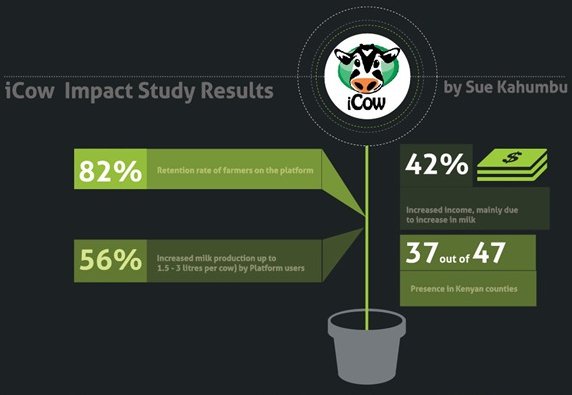 iCow Impact Study Results
iCow
by Sue Kahumbu
82%
Retention rate of farmers on the platform
56%
Increased milk production up to
1.5 - 3 litres per cow) by Platform users
42%
$
Increased income, mainly due
to increase in milk
37 out of 47
Presence in Kenyan counties